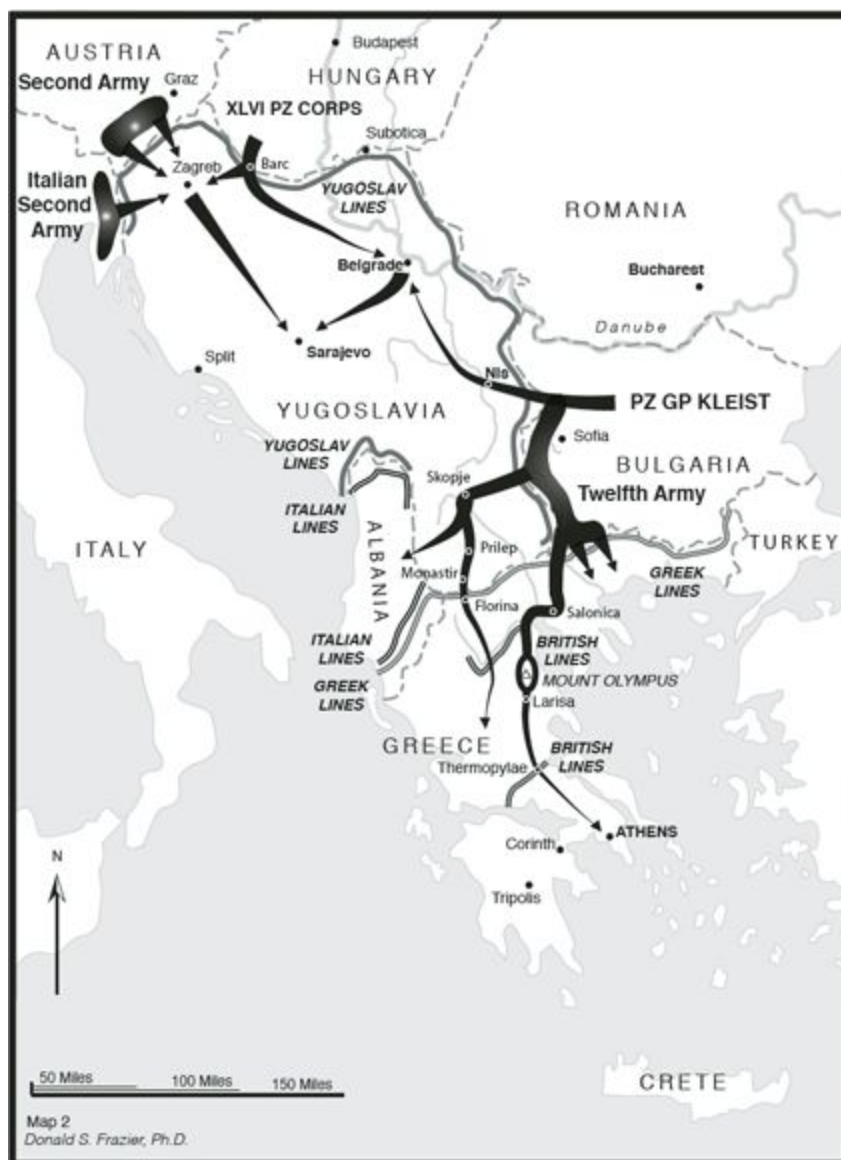 Budapest
AUSTRIA
HUNGARY
Second Army
Graz
XLVI PZ CORPS
Subotica
Zagreb
Barc
Italian
Second
Army
YUGOSLAV
LINES
ROMANIA
Belgrade
Bucharest
Danube
Sarajevo
Split
NIs
PZ GP KLEIST
YUGOSLAVIA
Sofia
YUGOSLAV
LINES
BULGARIA
Skopje
Twelfth Army
ITALIAN
LINES
ALBANIA
ITALY
Prilep
TURKEY
Monastir
GREEK
LINES
Florina
Salonica
ITALIAN
LINES
BRITISH
LINES
GREEK
LINES
MOUNT OLYMPUS
Larisa
GREECE
BRITISH
LINES
Thermopylae
ATHENS
Corinth
Tripolis
N
50 Miles
100 Miles
150 Miles
CRETE
Map 2
Donald S. Frazier, Ph.D.